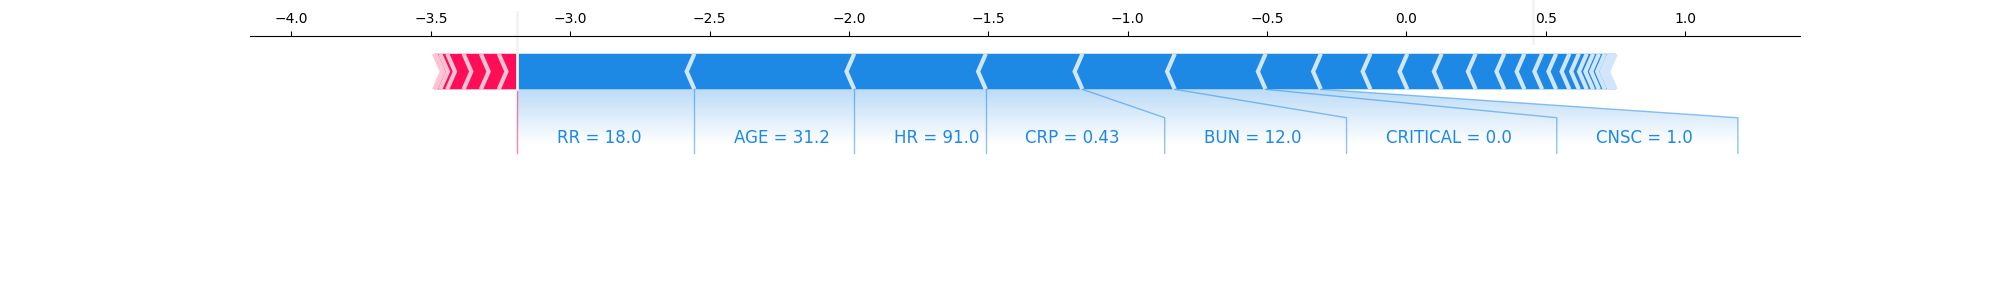 −4.0 −3.5 −3.0 −2.5 −2.0 −1.5 −1.0 −0.5 0.0 0.5 1.0
RR = 18.0 AGE = 31.2 HR = 91.0 CRP = 0.43 BUN = 12.0 CRITICAL = 0.0 CNSC = 1.0